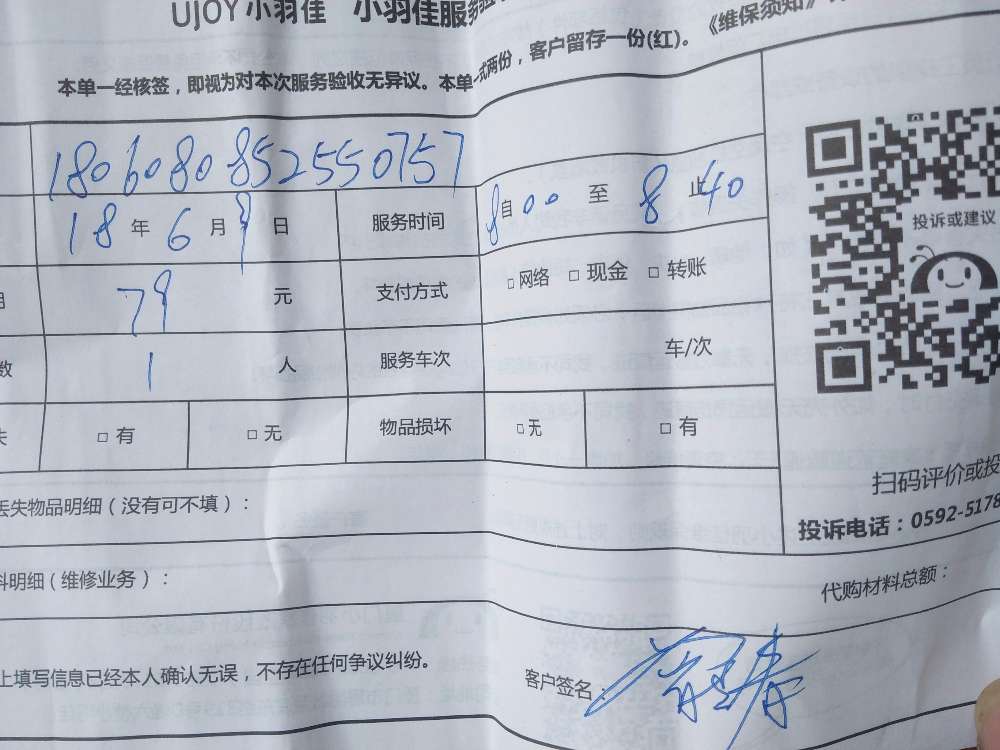 UJOY 小羽佳 小羽佳服务
本单一经核签，即视为对本次服务验收无异议。本单一式两份，客户留存一份(红)。《维保须知》
1806080852550757
18年6月9日 服务时间 自800至8止40
79元 支付方式 □网络 □现金 □转账
数 1人 服务车次 车/次
□有 □无 物品损坏 □无 □有
丢失物品明细（没有可不填）：
料明细（维修业务）： 代购材料总额：
上填写信息已经本人确认无误，不存在任何争议纠纷。 客户签名：
投诉或建议
扫码评价或投
投诉电话：0592-5178